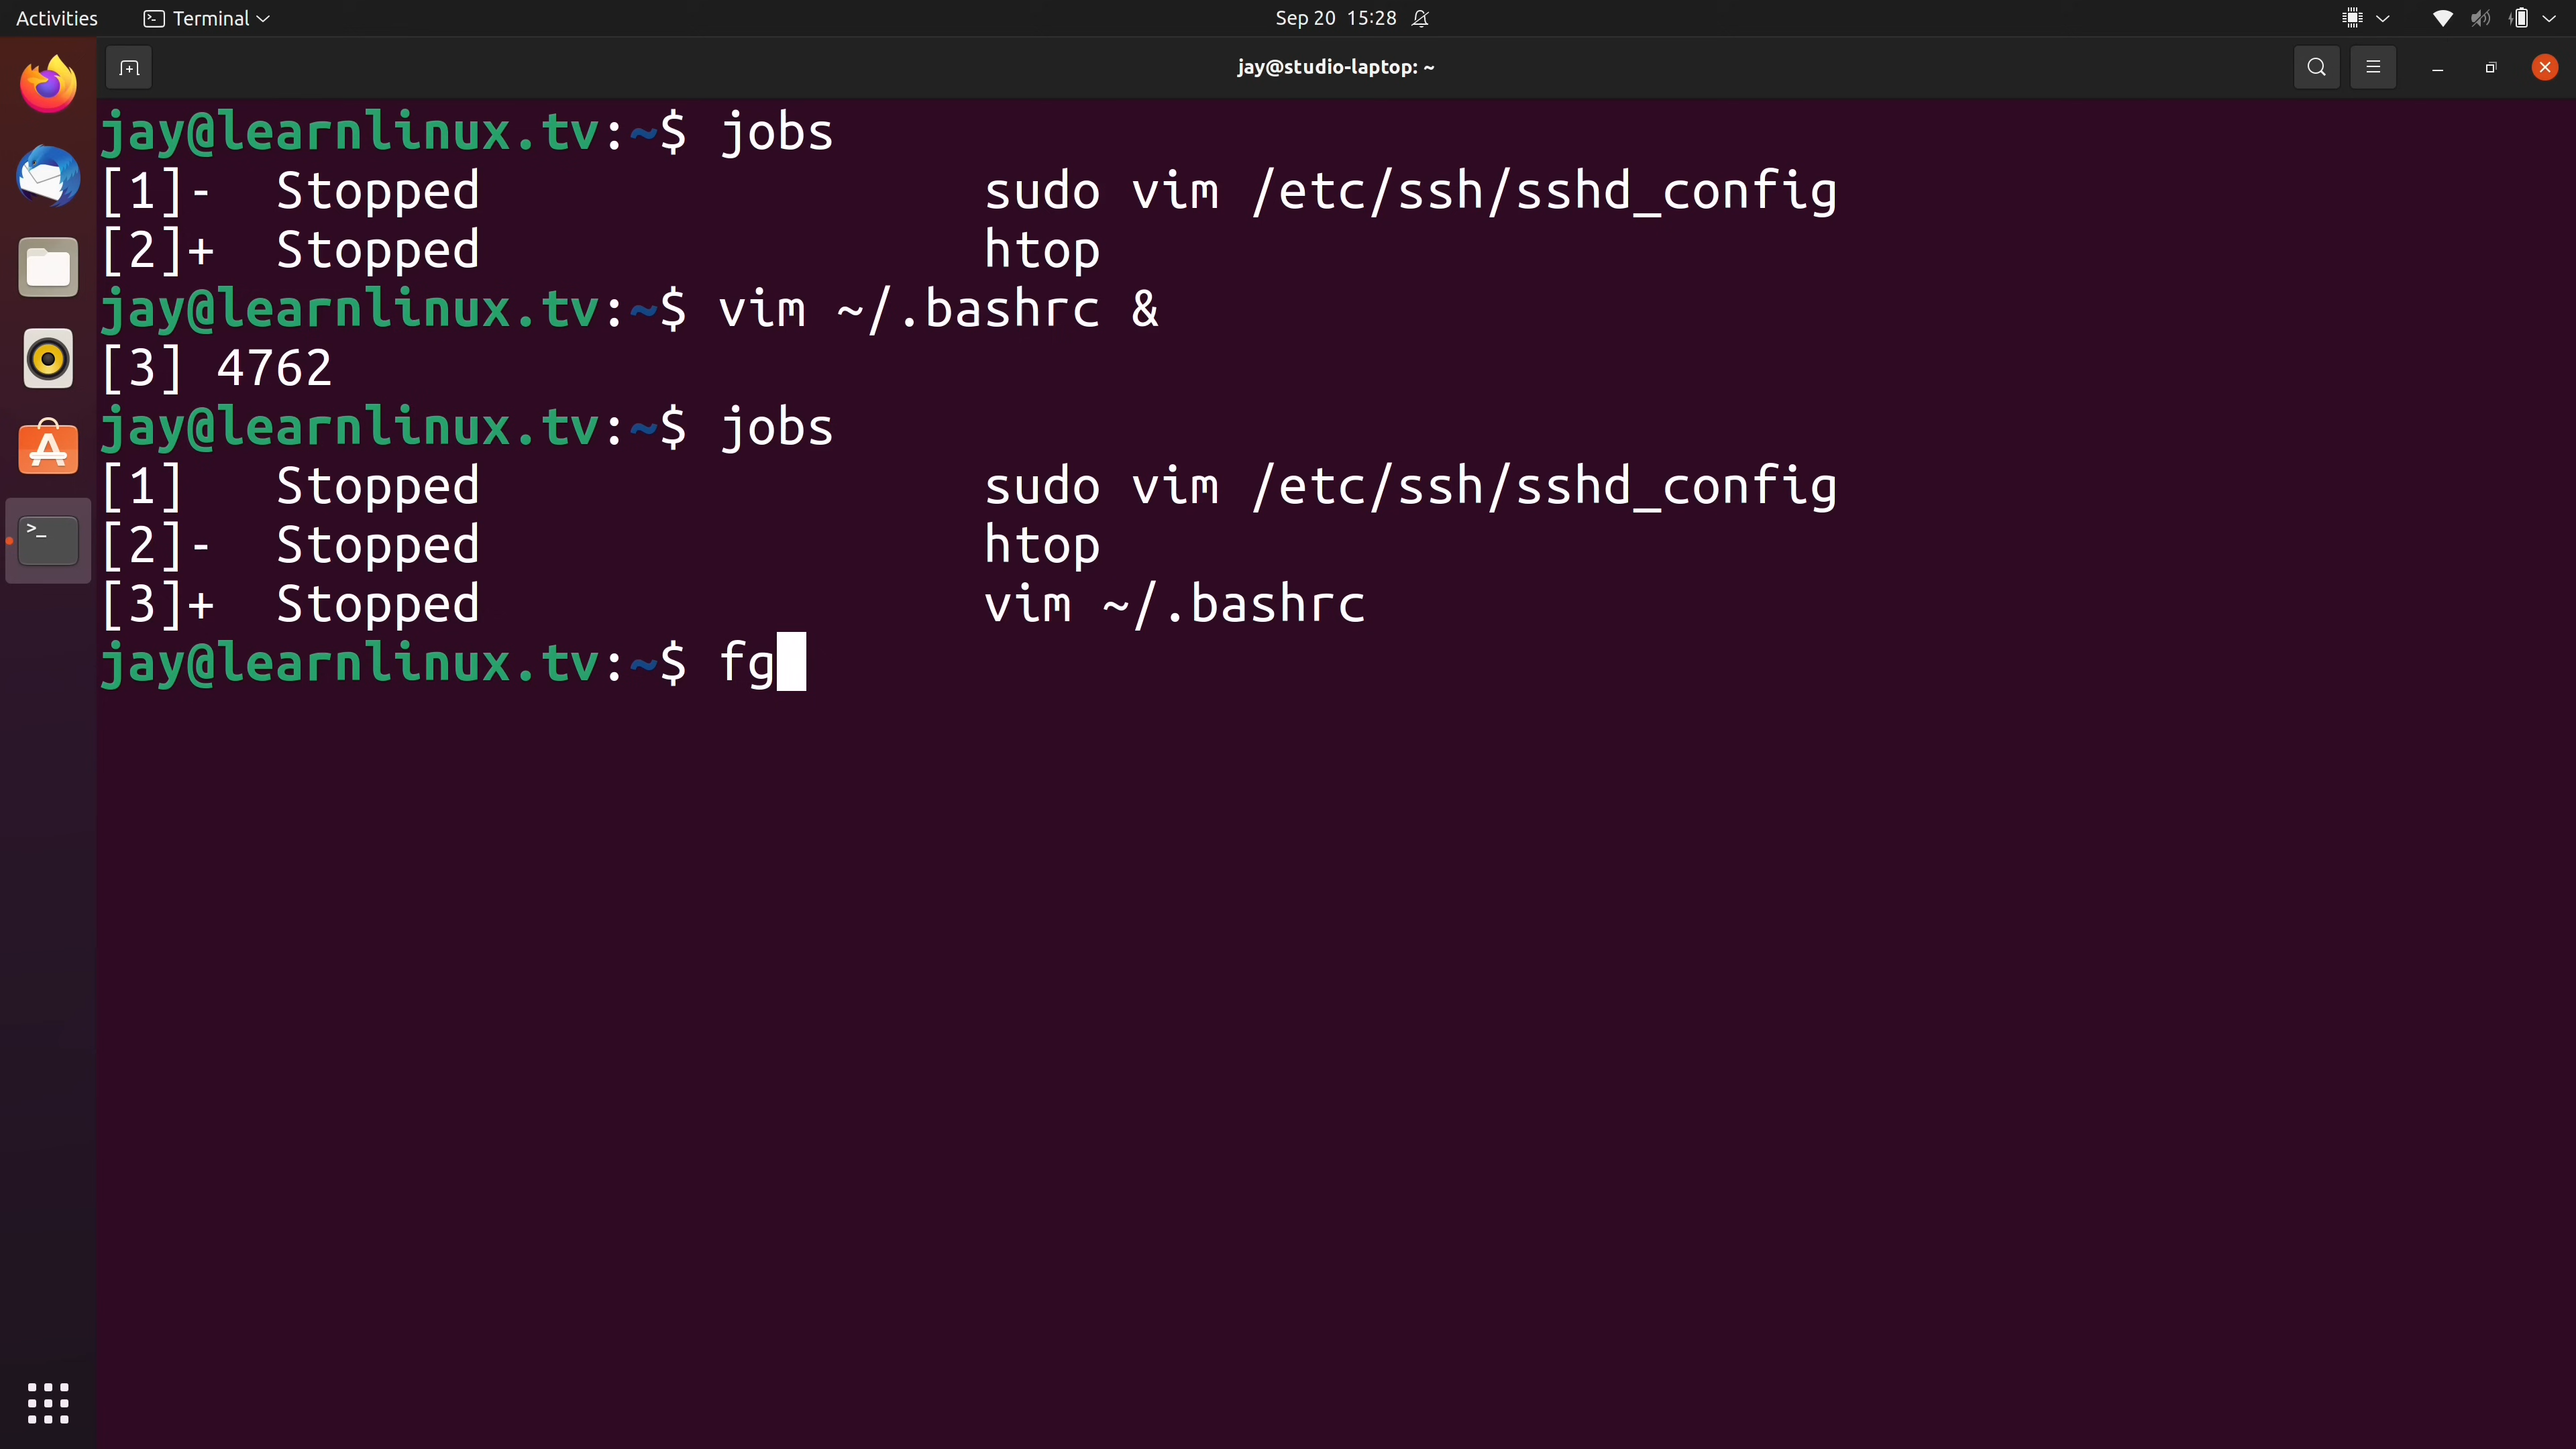 Activities Terminal Sep 20 15:28
jay@studio-laptop: ~
jay@learnlinux.tv:~$ jobs
[1]-  Stopped                 sudo vim /etc/ssh/sshd_config
[2]+  Stopped                 htop
jay@learnlinux.tv:~$ vim ~/.bashrc &
[3] 4762
jay@learnlinux.tv:~$ jobs
[1]   Stopped                 sudo vim /etc/ssh/sshd_config
[2]-  Stopped                 htop
[3]+  Stopped                 vim ~/.bashrc
jay@learnlinux.tv:~$ fg